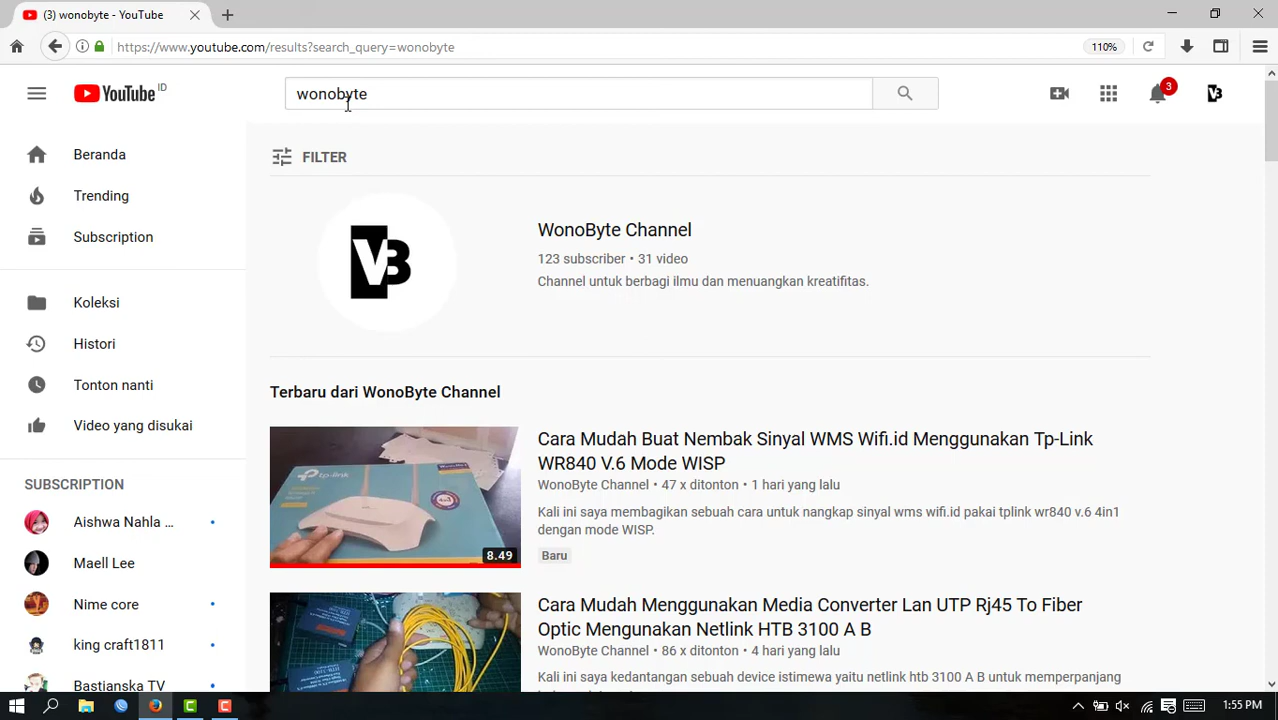 (3) wonobyte - YouTube
https://www.youtube.com/results?search_query=wonobyte
110%
YouTube ID
wonobyte
3
VB
Beranda
Trending
Subscription
Koleksi
Histori
Tonton nanti
Video yang disukai
SUBSCRIPTION
Aishwa Nahla ...
Maell Lee
Nime core
king craft1811
Bastianska TV
FILTER
VB
WonoByte Channel
123 subscriber • 31 video
Channel untuk berbagi ilmu dan menuangkan kreatifitas.
Terbaru dari WonoByte Channel
tp-link
8.49
Cara Mudah Buat Nembak Sinyal WMS Wifi.id Menggunakan Tp-Link
WR840 V.6 Mode WISP
WonoByte Channel • 47 x ditonton • 1 hari yang lalu
Kali ini saya membagikan sebuah cara untuk nangkap sinyal wms wifi.id pakai tplink wr840 v.6 4in1
dengan mode WISP.
Baru
Cara Mudah Menggunakan Media Converter Lan UTP Rj45 To Fiber
Optic Mengunakan Netlink HTB 3100 A B
WonoByte Channel • 86 x ditonton • 4 hari yang lalu
Kali ini saya kedatangan sebuah device istimewa yaitu netlink htb 3100 A B untuk memperpanjang
1:55 PM